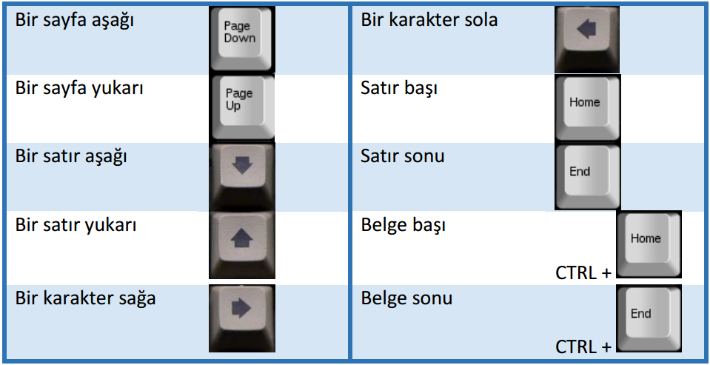 Bir sayfa aşağı
Page
Down
Bir karakter sola
Bir sayfa yukarı
Page
Up
Satır başı
Home
Bir satır aşağı
Satır sonu
End
Bir satır yukarı
Belge başı
CTRL +
Home
Bir karakter sağa
Belge sonu
CTRL +
End